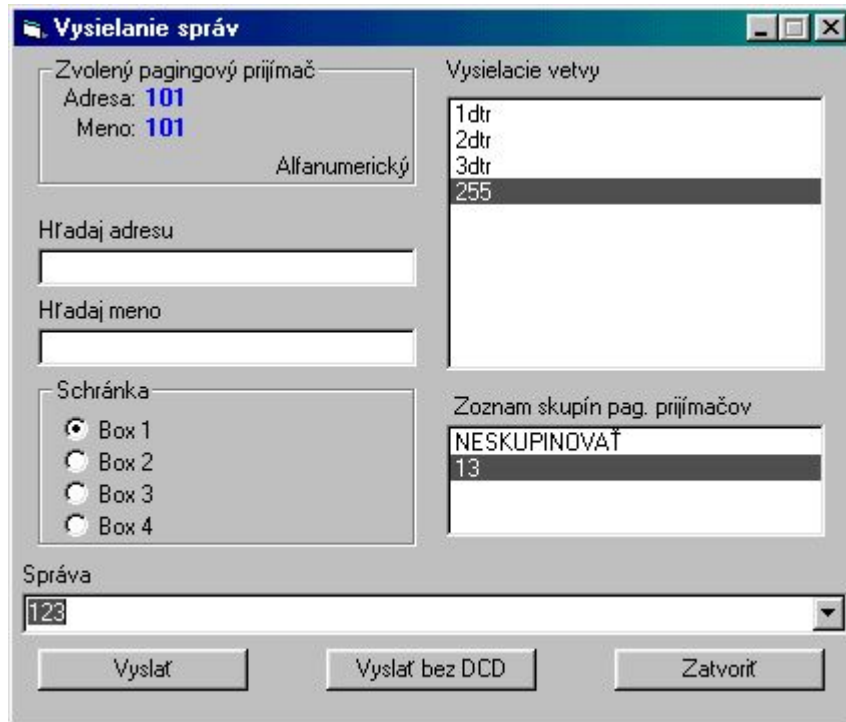 Vysielanie správ
Zvolený pagingový prijímač
Adresa: 101
Meno: 101
Alfanumerický
Hľadaj adresu
Hľadaj meno
Schránka
Box 1
Box 2
Box 3
Box 4
Vysielacie vetvy
1dtr
2dtr
3dtr
255
Zoznam skupín pag. prijímačov
NESKUPINOVAŤ
13
Správa
123
Vyslať
Vyslať bez DCD
Zatvoriť